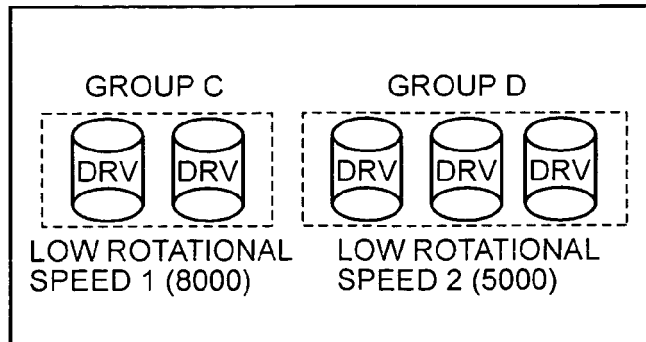 GROUP C
GROUP D
DRV DRV
DRV DRV DRV
LOW ROTATIONAL
SPEED 1 (8000)
LOW ROTATIONAL
SPEED 2 (5000)